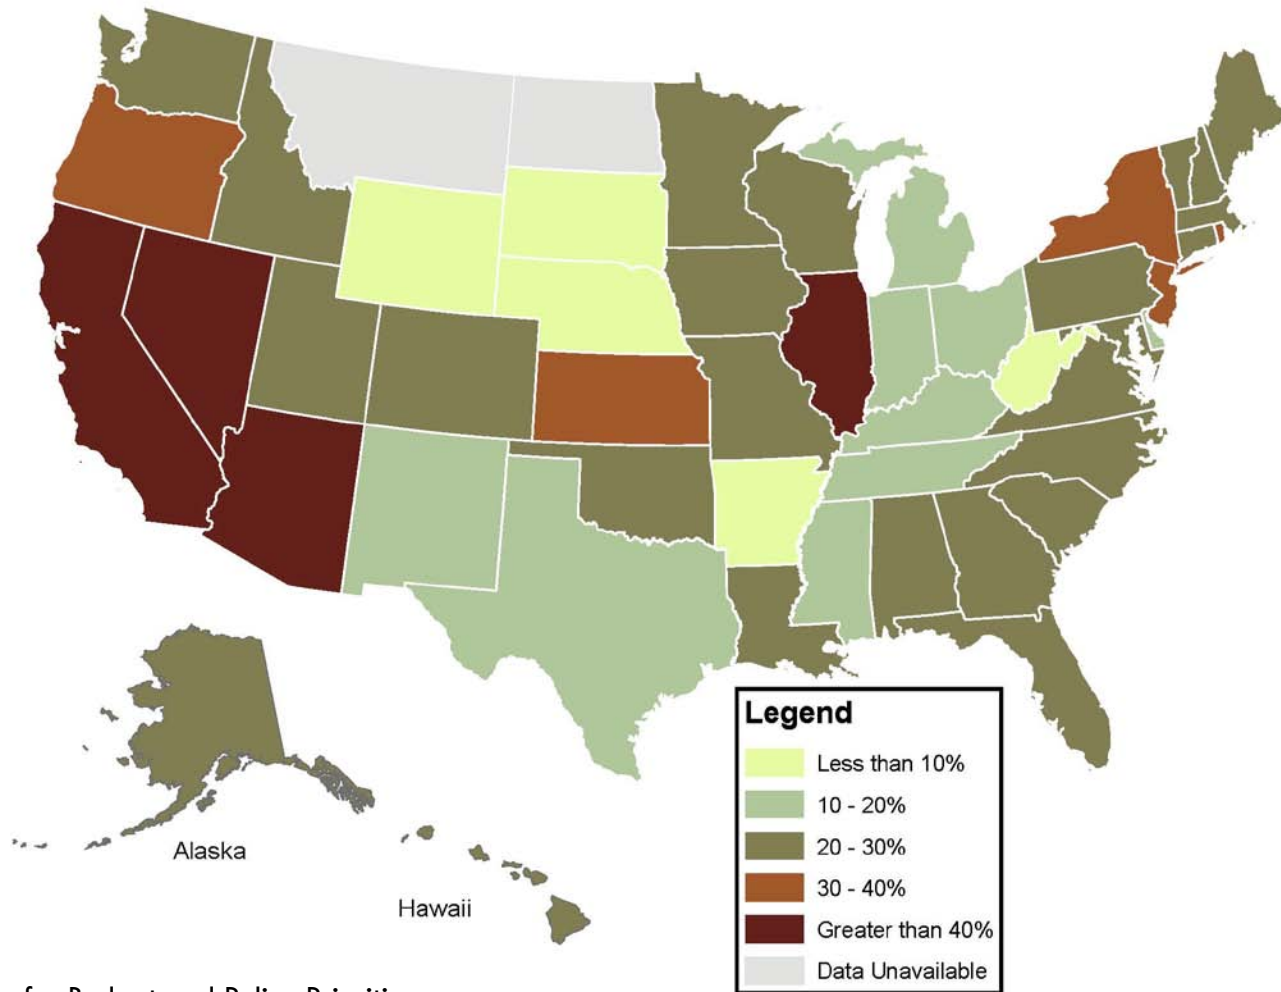 Alaska
Hawaii
Legend
Less than 10%
10 - 20%
20 - 30%
30 - 40%
Greater than 40%
Data Unavailable